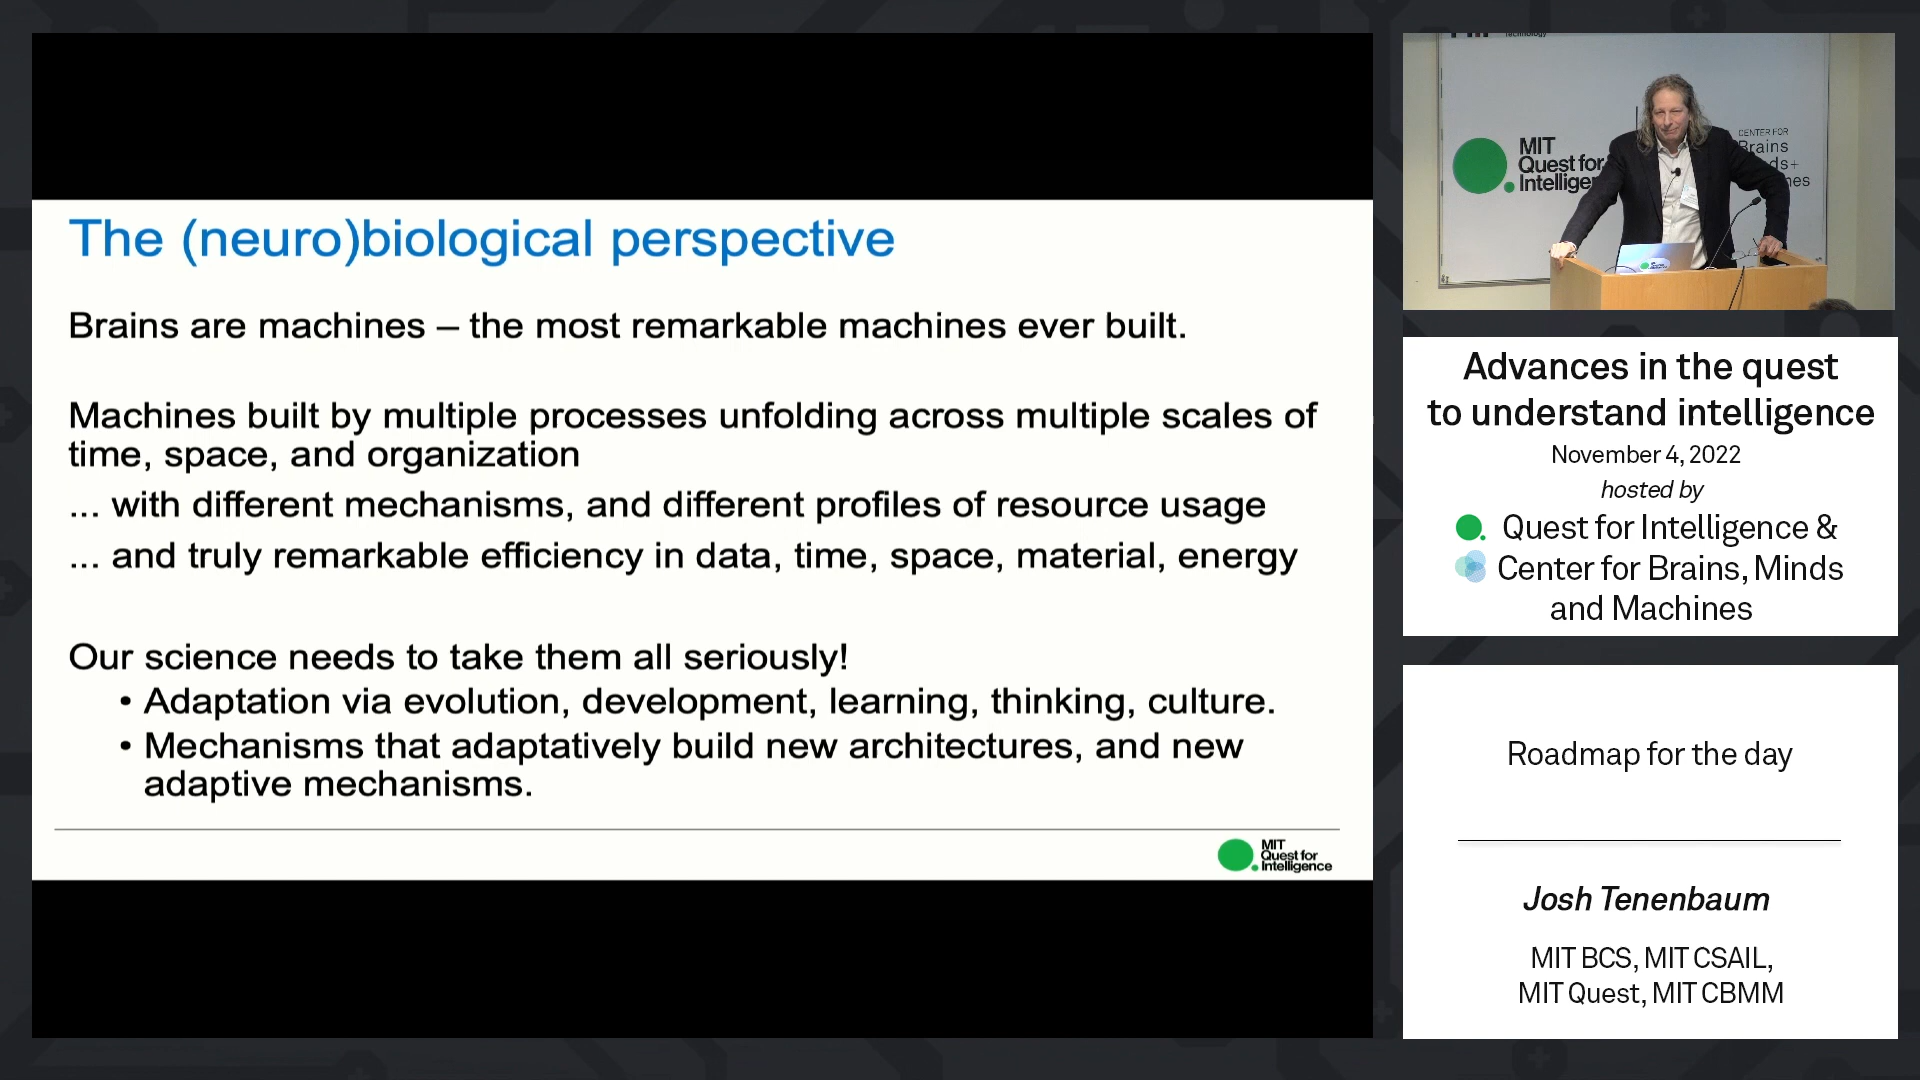 The (neuro)biological perspective
Brains are machines – the most remarkable machines ever built.
Machines built by multiple processes unfolding across multiple scales of
time, space, and organization
... with different mechanisms, and different profiles of resource usage
... and truly remarkable efficiency in data, time, space, material, energy
Our science needs to take them all seriously!
• Adaptation via evolution, development, learning, thinking, culture.
• Mechanisms that adaptatively build new architectures, and new
adaptive mechanisms.
MIT
Quest for
Intelligence
Technology
MIT
Quest for
CENTER FOR
Brains
Advances in the quest
to understand intelligence
November 4, 2022
hosted by
Quest for Intelligence &
Center for Brains, Minds
and Machines
Roadmap for the day
Josh Tenenbaum
MIT BCS, MIT CSAIL,
MIT Quest, MIT CBMM